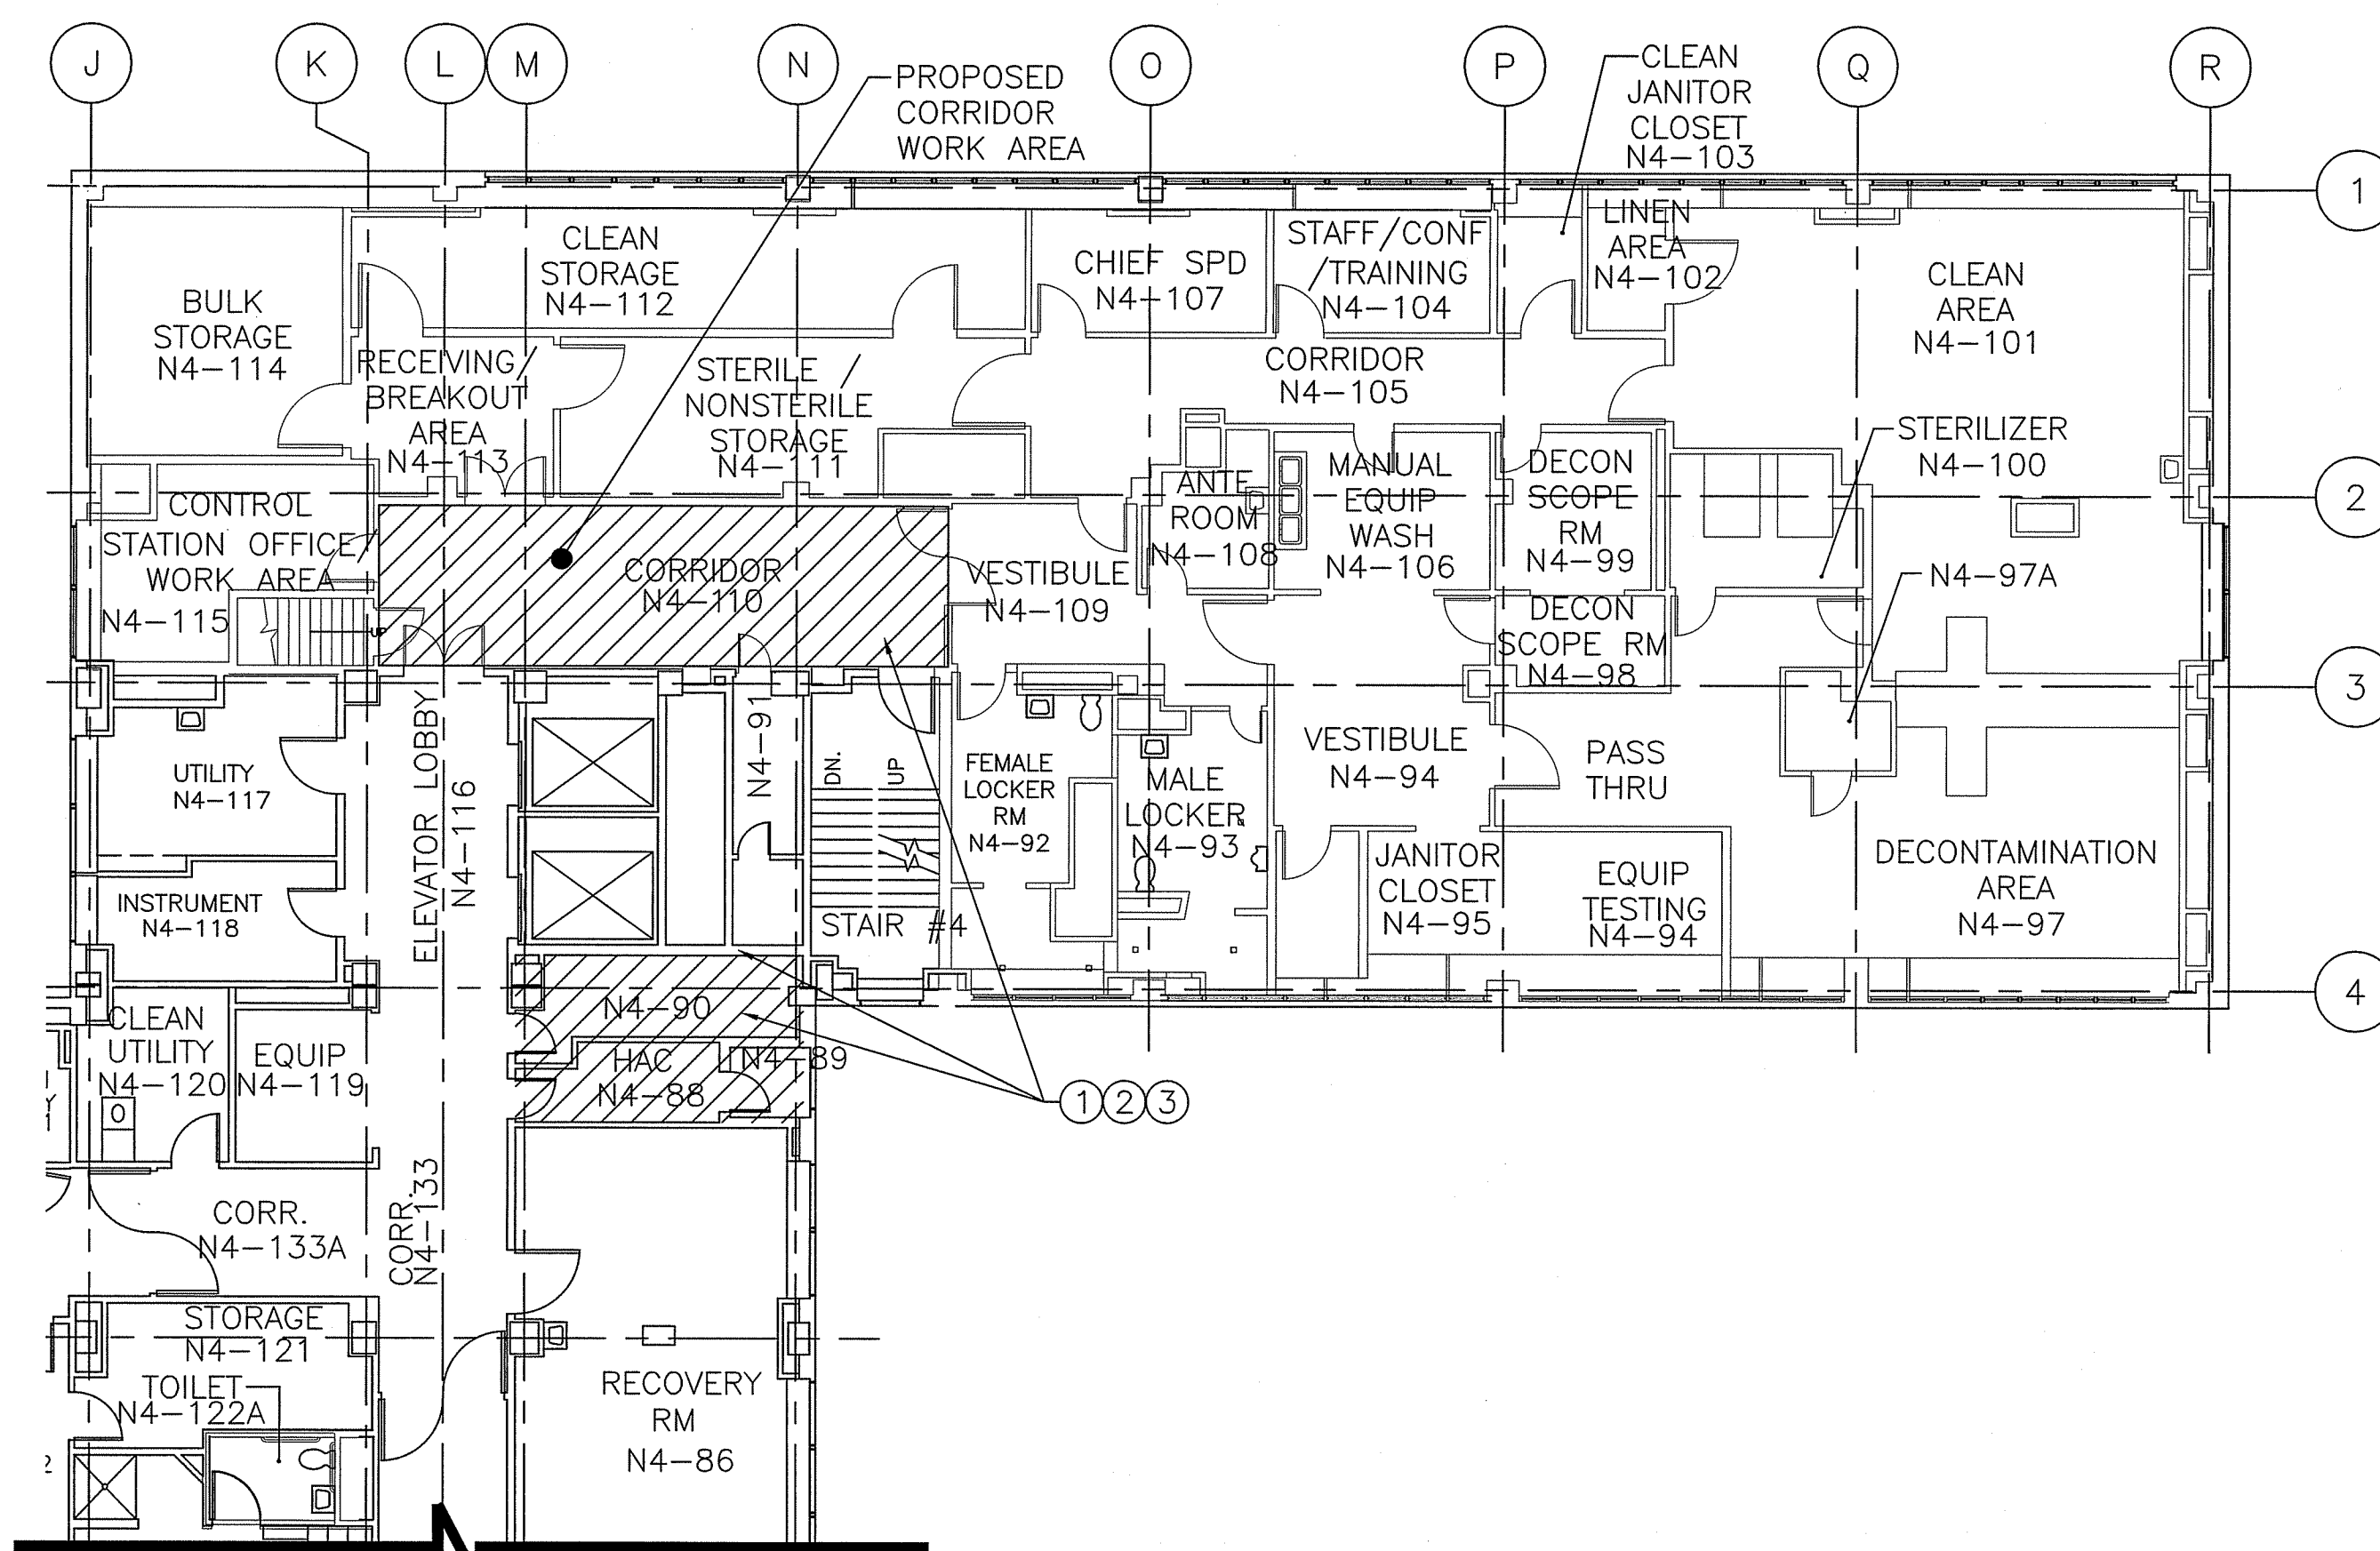 J
K
L
M
N
O
P
Q
R
PROPOSED
CORRIDOR
WORK AREA
CLEAN
JANITOR
CLOSET
N4-103
1
CLEAN
STORAGE
N4-112
CHIEF SPD
N4-107
STAFF/CONF
/TRAINING
N4-104
LINEN
AREA
N4-102
CLEAN
AREA
N4-101
BULK
STORAGE
N4-114
RECEIVING/
BREAKOUT
AREA
N4-113
STERILE /
NONSTERILE
STORAGE
N4-111
CORRIDOR
N4-105
STERILIZER
N4-100
2
CONTROL
STATION OFFICE/
WORK AREA
N4-115
UP
CORRIDOR
N4-110
VESTIBULE
N4-109
ANTE
ROOM
N4-108
MANUAL
EQUIP
WASH
N4-106
DECON
SCOPE
RM
N4-99
DECON
SCOPE RM
N4-98
N4-97A
3
UTILITY
N4-117
ELEVATOR LOBBY
N4-116
N4-91
DN.
UP
STAIR #4
FEMALE
LOCKER
RM
N4-92
MALE
LOCKER
N4-93
VESTIBULE
N4-94
PASS
THRU
JANITOR
CLOSET
N4-95
EQUIP
TESTING
N4-94
DECONTAMINATION
AREA
N4-97
4
INSTRUMENT
N4-118
N4-90
HAC
N4-88
N4-89
1 2 3
CLEAN
UTILITY
N4-120
EQUIP
N4-119
Y
1
O
CORR.
N4-133A
CORR.
N4-133
STORAGE
N4-121
TOILET
N4-122A
2
RECOVERY
RM
N4-86